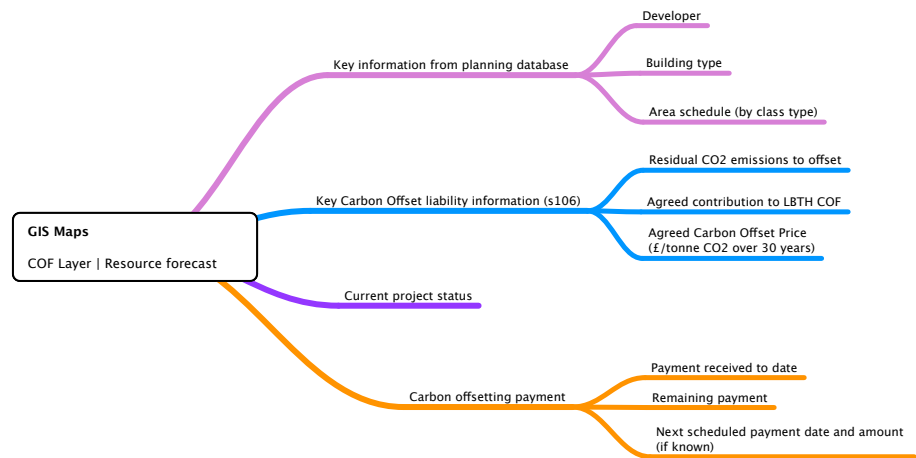 GIS Maps
COF Layer | Resource forecast
Key information from planning database
Developer
Building type
Area schedule (by class type)
Key Carbon Offset liability information (s106)
Residual CO2 emissions to offset
Agreed contribution to LBTH COF
Agreed Carbon Offset Price
(£/tonne CO2 over 30 years)
Current project status
Carbon offsetting payment
Payment received to date
Remaining payment
Next scheduled payment date and amount
(if known)